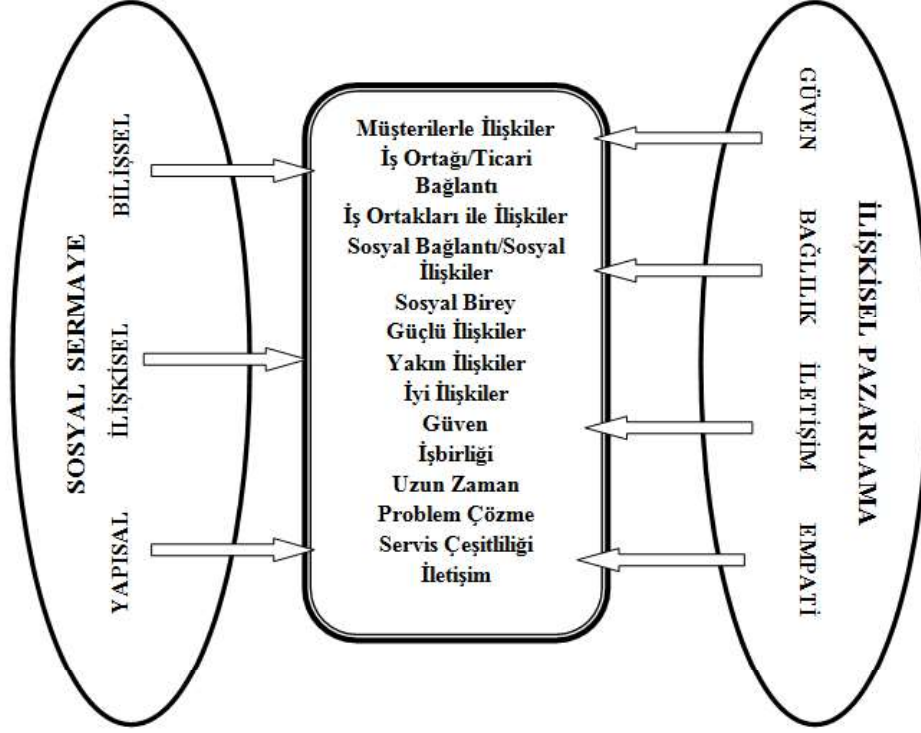 SOSYAL SERMAYE
BİLİŞSEL
İLİŞKİSEL
YAPISAL
Müşterilerle İlişkiler
İş Ortağı/Ticari
Bağlantı
İş Ortakları ile İlişkiler
Sosyal Bağlantı/Sosyal
İlişkiler
Sosyal Birey
Güçlü İlişkiler
Yakın İlişkiler
İyi İlişkiler
Güven
İşbirliği
Uzun Zaman
Problem Çözme
Servis Çeşitliliği
İletişim
GÜVEN
BAĞLILIK
İLETİŞİM
EMPATİ
İLİŞKİSEL PAZARLAMA